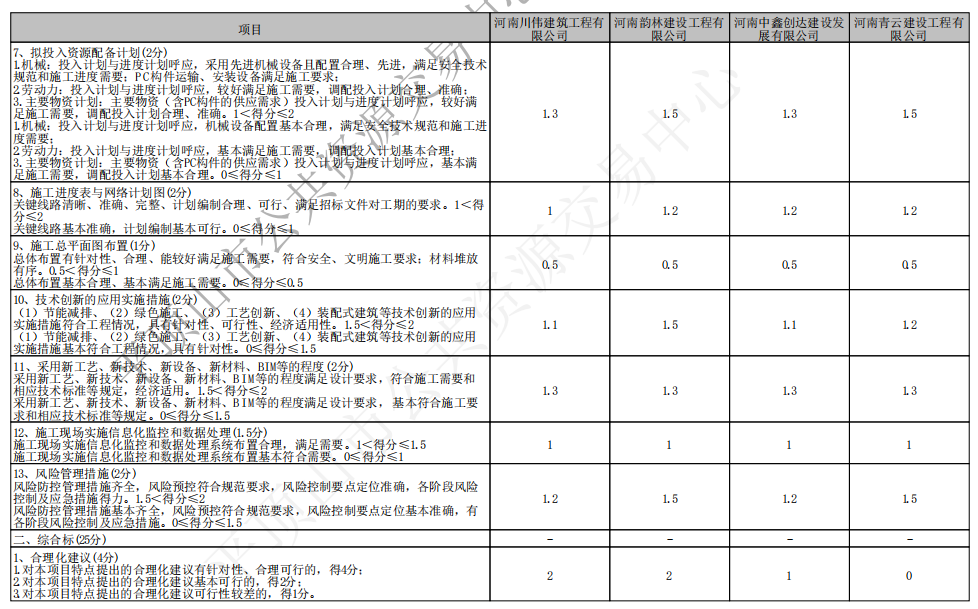 项目
河南川伟建筑工程有
限公司
河南韵林建设工程有
限公司
河南中鑫创达建设发
展有限公司
河南青云建设工程有
限公司
7、拟投入资源配备计划(2分)
1.机械：投入计划与进度计划呼应，采用先进机械设备且配置合理、先进，满足安全技术
规范和施工进度需要；PC构件运输、安装设备满足施工要求；
2劳动力：投入计划与进度计划呼应，较好满足施工需要，调配投入计划合理、准确；
3.主要物资计划：主要物资（含PC构件的供应需求）投入计划与进度计划呼应，较好满
足施工需要，调配投入计划合理、准确。1＜得分≤2
1.机械：投入计划与进度计划呼应，机械设备配置基本合理，满足安全技术规范和施工进
度需要；
2劳动力：投入计划与进度计划呼应，基本满足施工需要，调配投入计划基本合理；
3.主要物资计划：主要物资（含PC构件的供应需求）投入计划与进度计划呼应，基本满
足施工需要，调配投入计划基本合理。0≤得分≤1
1.3
1.5
1.3
1.5
8、施工进度表与网络计划图(2分)
关键线路清晰、准确、完整、计划编制合理、可行、满足招标文件对工期的要求。1＜得
分≤2
关键线路基本准确，计划编制基本可行。0≤得分≤1
1
1.2
1.2
1.2
9、施工总平面图布置(1分)
总体布置有针对性、合理、能较好满足施工需要，符合安全、文明施工要求；材料堆放
有序。0.5＜得分≤1
总体布置基本合理、基本满足施工需要。0≤得分≤0.5
0.5
0.5
0.5
0.5
10、技术创新的应用实施措施(2分)
（1）节能减排、（2）绿色施工、（3）工艺创新、（4）装配式建筑等技术创新的应用
实施措施符合工程情况，具有针对性、可行性、经济适用性。1.5＜得分≤2
（1）节能减排、（2）绿色施工、（3）工艺创新、（4）装配式建筑等技术创新的应用
实施措施基本符合工程情况，具有针对性。0≤得分≤1.5
1.1
1.5
1.1
1.2
11、采用新工艺、新技术、新设备、新材料、BIM等的程度(2分)
采用新工艺、新技术、新设备、新材料、BIM等的程度满足设计要求，符合施工需要和
相应技术标准等规定，经济适用。1.5＜得分≤2
采用新工艺、新技术、新设备、新材料、BIM等的程度满足设计要求，基本符合施工要
求和相应技术标准等规定。0≤得分≤1.5
1.3
1.3
1.3
1.3
12、施工现场实施信息化监控和数据处理(1.5分)
施工现场实施信息化监控和数据处理系统布置合理，满足需要。1＜得分≤1.5
施工现场实施信息化监控和数据处理系统布置基本符合需要。0≤得分≤1
1
1
1
1
13、风险管理措施(2分)
风险防控管理措施齐全，风险预控符合规范要求，风险控制要点定位准确，各阶段风险
控制及应急措施得力。1.5＜得分≤2
风险防控管理措施基本齐全，风险预控符合规范要求，风险控制要点定位基本准确，有
各阶段风险控制及应急措施。0≤得分≤1.5
1.2
1.5
1.2
1.5
二、综合标(25分)
-
-
-
-
1、合理化建议(4分)
1.对本项目特点提出的合理化建议有针对性、合理可行的，得4分；
2.对本项目特点提出的合理化建议基本可行的，得2分；
3.对本项目特点提出的合理化建议可行性较差的，得1分。
2
2
1
0
平顶山市公共资源交易中心
平顶山市公共资源交易中心